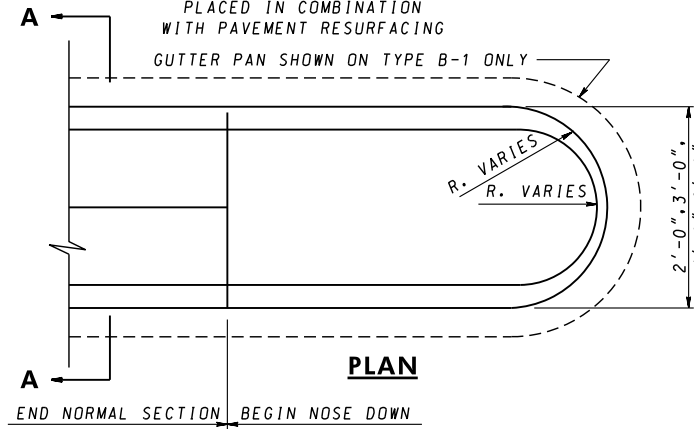 PLACED IN COMBINATION
WITH PAVEMENT RESURFACING
GUTTER PAN SHOWN ON TYPE B-1 ONLY
A
R. VARIES
R. VARIES
2'-0", 3'-0",
A
PLAN
END NORMAL SECTION
BEGIN NOSE DOWN